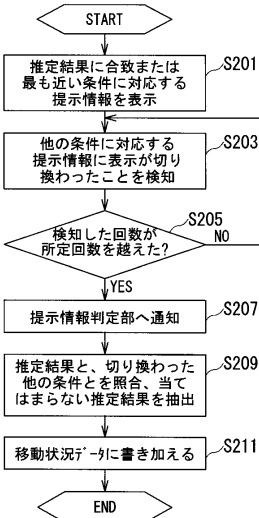 START
推定結果に合致または
最も近い条件に対応する
提示情報を表示
S201
他の条件に対応する
提示情報に表示が切り
換わったことを検知
S203
検知した回数が
所定回数を越えた?
S205
NO
YES
提示情報判定部へ通知
S207
推定結果と、切り換わった
他の条件とを照合、当て
はまらない推定結果を抽出
S209
移動状況ﾃﾞｰﾀに書き加える
S211
END